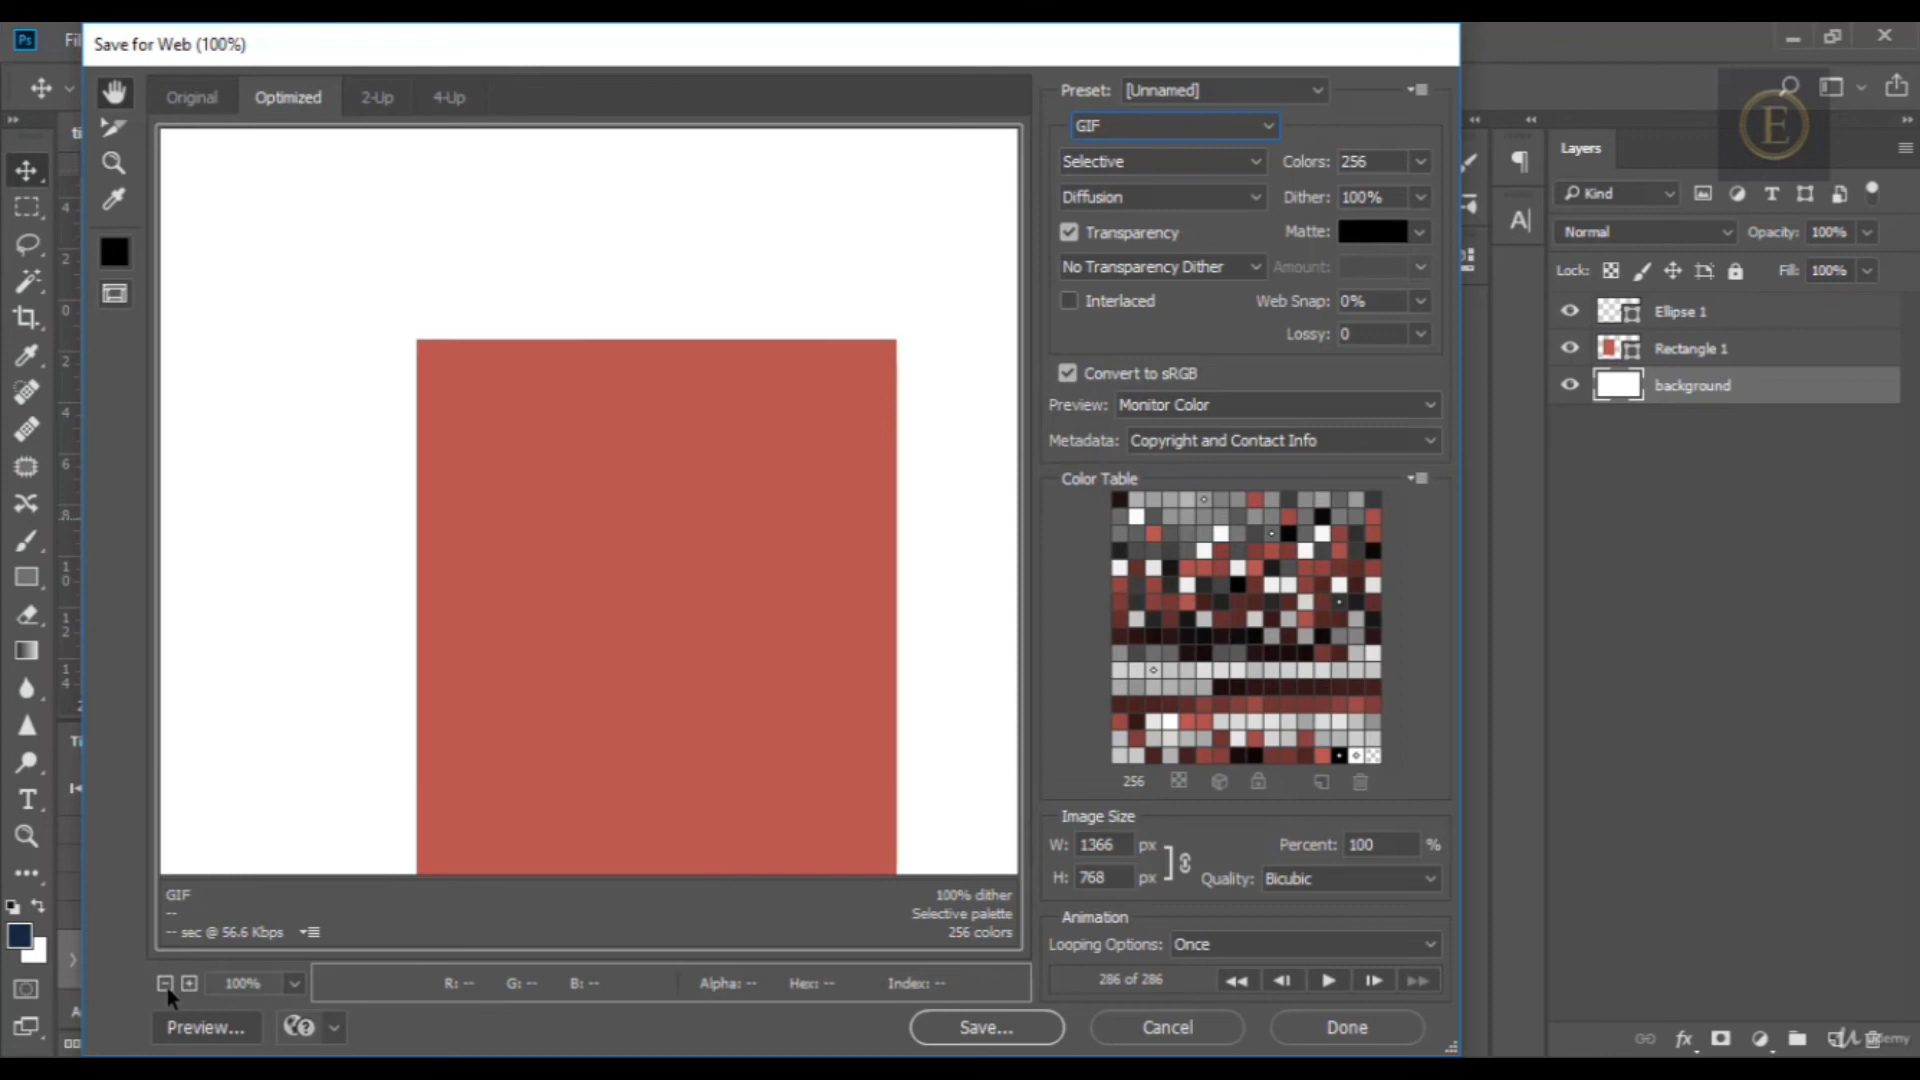 Ps
Fi
Save for Web (100%)
Original
Optimized
2-Up
4-Up
Preset:
[Unnamed]
GIF
Selective
Colors:
256
Diffusion
Dither:
100%
Transparency
Matte:
No Transparency Dither
Amount:
Interlaced
Web Snap:
0%
Lossy:
0
Convert to sRGB
Preview:
Monitor Color
Metadata:
Copyright and Contact Info
Color Table
256
Image Size
W:
1366
px
Percent:
100
%
H:
768
px
Quality:
Bicubic
Animation
Looping Options:
Once
286 of 286
GIF
--
-- sec @ 56.6 Kbps
100% dither
Selective palette
256 colors
100%
R: --
G: --
B: --
Alpha: --
Hex: --
Index: --
Preview...
Save...
Cancel
Done
Layers
E
Kind
Normal
Opacity:
100%
Lock:
Fill:
100%
Ellipse 1
Rectangle 1
background
fx
Udemy